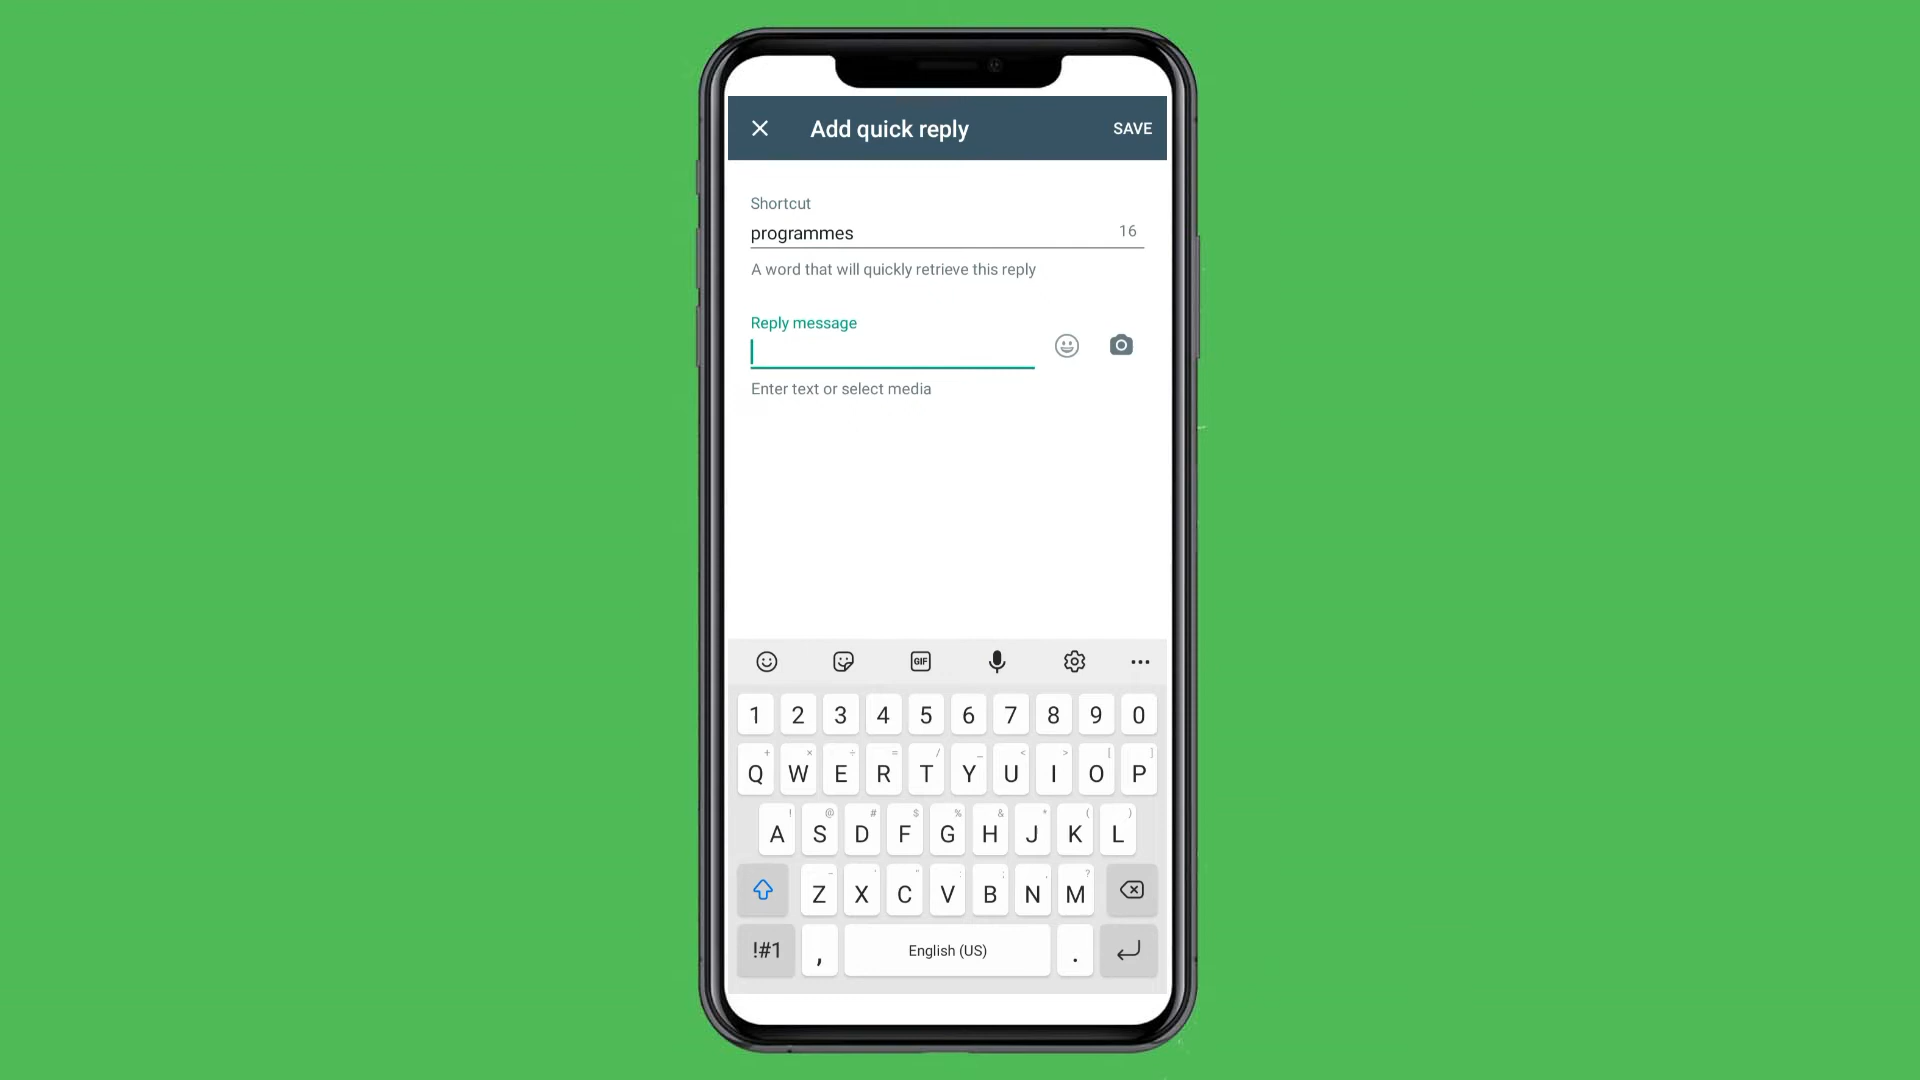 Add quick reply SAVE
Shortcut
programmes 16
A word that will quickly retrieve this reply
Reply message
Enter text or select media
GIF
1 2 3 4 5 6 7 8 9 0
+ × ÷ = / _ < > [ ]
Q W E R T Y U I O P
! @ # $ % & * ( )
A S D F G H J K L
- ' " : ; , ?
Z X C V B N M
!#1 , English (US) .